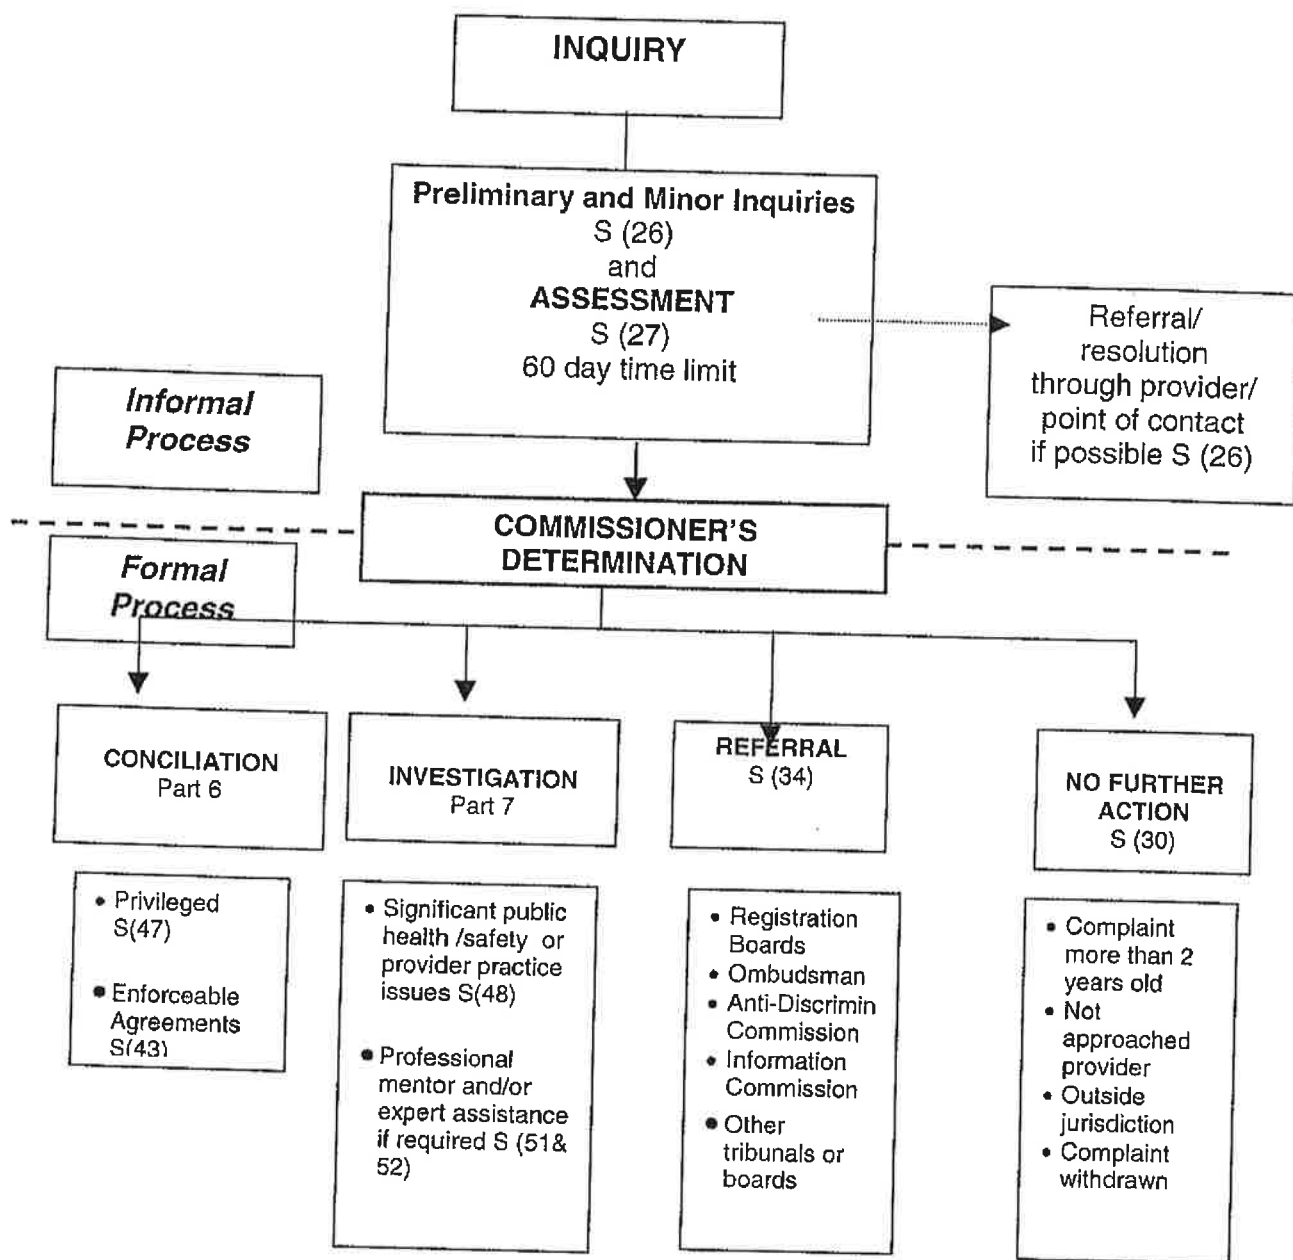 INQUIRY
Preliminary and Minor Inquiries
S (26)
and
ASSESSMENT
S (27)
60 day time limit
Referral/
resolution
through provider/
point of contact
if possible S (26)
Informal
Process
COMMISSIONER'S
DETERMINATION
Formal
Process
CONCILIATION
Part 6
INVESTIGATION
Part 7
REFERRAL
S (34)
NO FURTHER
ACTION
S (30)
• Privileged
S(47)
• Enforceable
Agreements
S(43)
• Significant public
health /safety or
provider practice
issues S(48)
• Professional
mentor and/or
expert assistance
if required S (51&
52)
• Registration
Boards
• Ombudsman
• Anti-Discrimin
Commission
• Information
Commission
• Other
tribunals or
boards
• Complaint
more than 2
years old
• Not
approached
provider
• Outside
jurisdiction
• Complaint
withdrawn